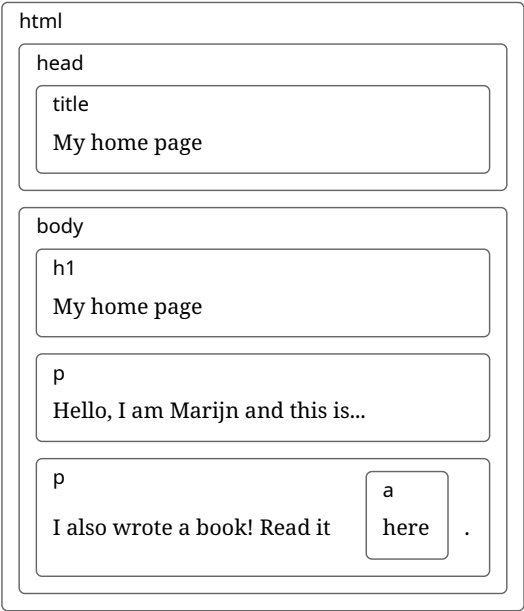 html
head
title
My home page
body
h1
My home page
p
Hello, I am Marijn and this is...
p
a
I also wrote a book! Read it here .